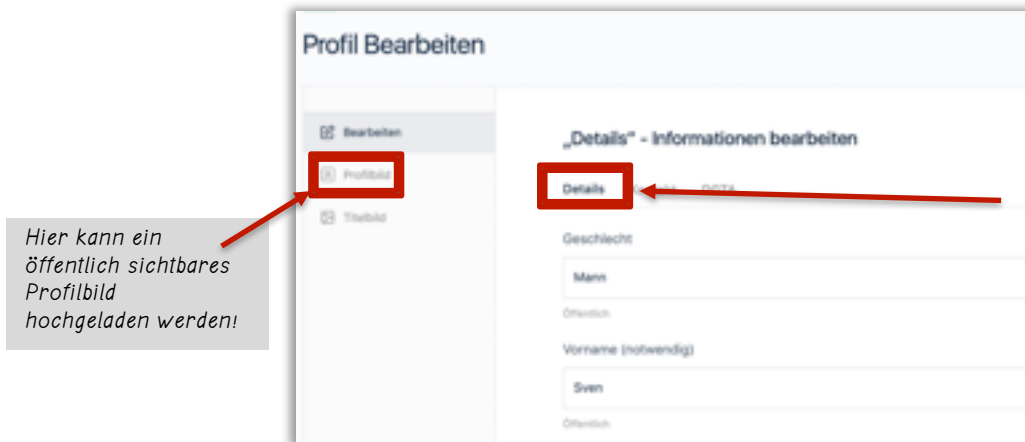 Profil Bearbeiten
Bearbeiten
Profilbild
Titelbild
Hier kann ein
öffentlich sichtbares
Profilbild
hochgeladen werden!
„Details" - Informationen bearbeiten
Details
Geschlecht
Mann
Öffentlich
Vorname (notwendig)
Sven
Öffentlich